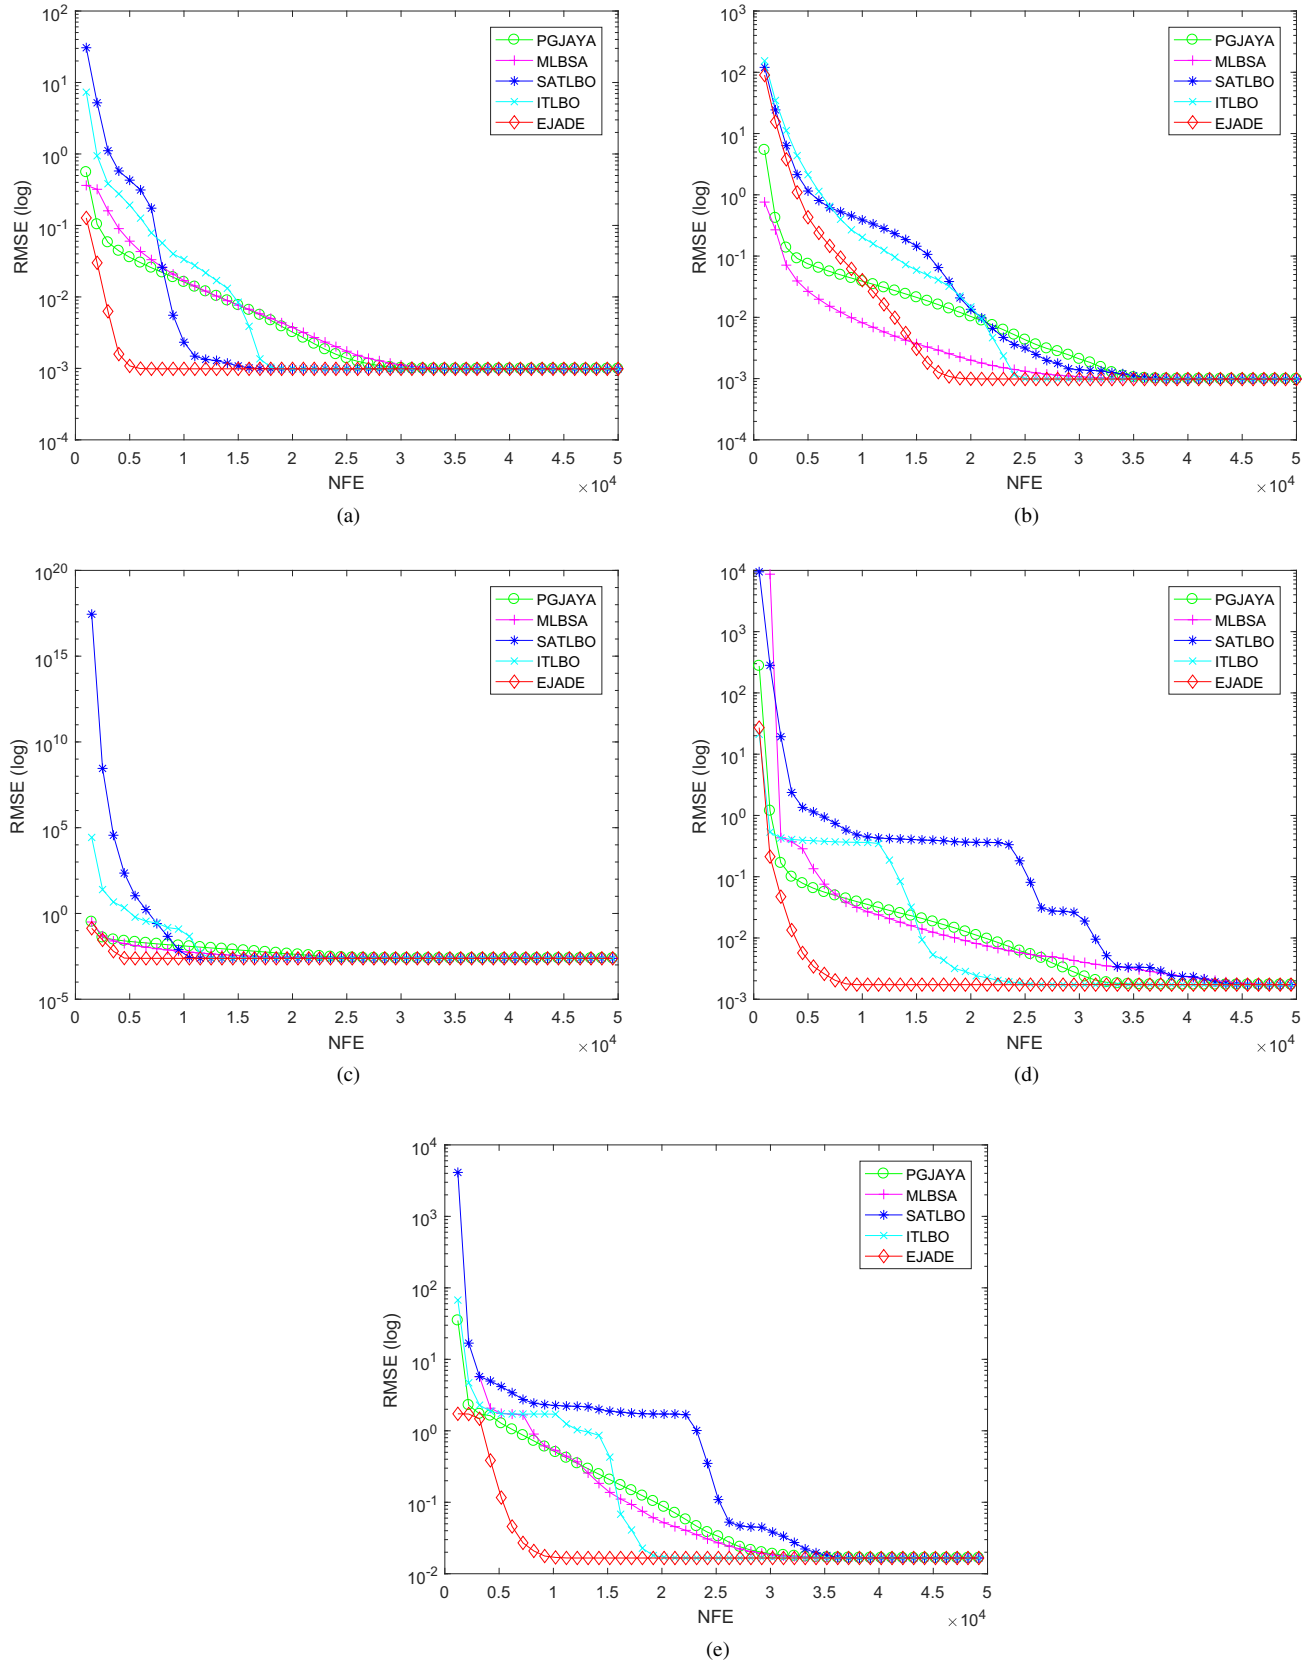 10^2
10^1
10^0
10^-1
10^-2
10^-3
10^-4
RMSE (log)
0 0.5 1 1.5 2 2.5 3 3.5 4 4.5 5
NFE
× 10^4
PGJAYA
MLBSA
SATLBO
ITLBO
EJADE
(a)
10^3
10^2
10^1
10^0
10^-1
10^-2
10^-3
10^-4
RMSE (log)
0 0.5 1 1.5 2 2.5 3 3.5 4 4.5 5
NFE
× 10^4
PGJAYA
MLBSA
SATLBO
ITLBO
EJADE
(b)
10^20
10^15
10^10
10^5
10^0
10^-5
RMSE (log)
0 0.5 1 1.5 2 2.5 3 3.5 4 4.5 5
NFE
× 10^4
PGJAYA
MLBSA
SATLBO
ITLBO
EJADE
(c)
10^4
10^3
10^2
10^1
10^0
10^-1
10^-2
10^-3
RMSE (log)
0 0.5 1 1.5 2 2.5 3 3.5 4 4.5 5
NFE
× 10^4
PGJAYA
MLBSA
SATLBO
ITLBO
EJADE
(d)
10^4
10^3
10^2
10^1
10^0
10^-1
10^-2
RMSE (log)
0 0.5 1 1.5 2 2.5 3 3.5 4 4.5 5
NFE
× 10^4
PGJAYA
MLBSA
SATLBO
ITLBO
EJADE
(e)